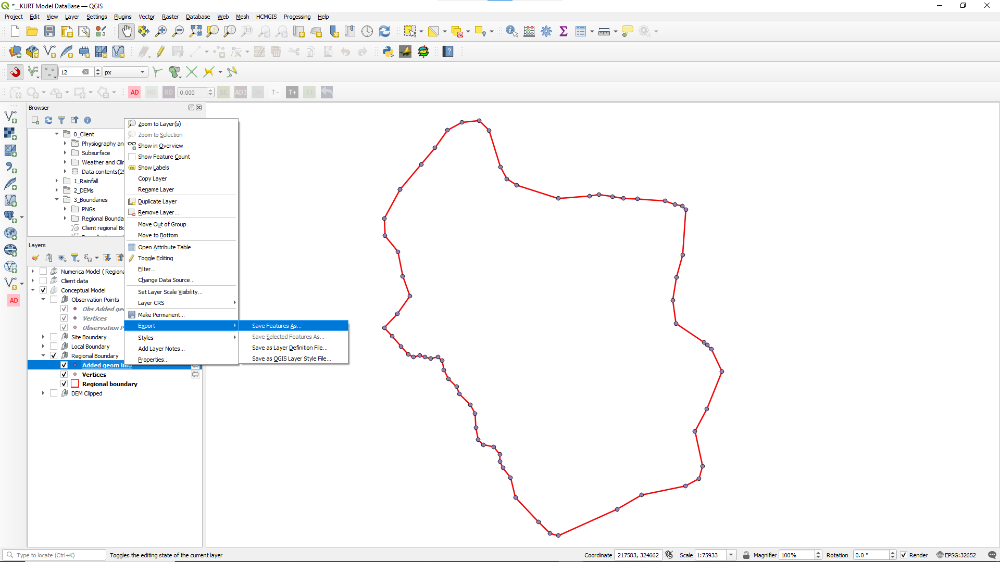 *_KURT Model DataBase — QGIS
Project Edit View Layer Settings Plugins Vector Raster Database Web Mesh HCMGIS Processing Help
12 px
AD MO RO 0.000 SC ADJ T- T+
Browser
0_Client
Physiography an
Subsurface
Weather and Cli
Data contents(25
1_Rainfall
2_DEMs
3_Boundaries
PNGs
Regional Bounda
Client regional Bo
Layers
Numerica Model ( Regiona
Client data
Conceptual Model
Observation Points
Obs Added geo
Vertices
Observation P
Site Boundary
Local Boundary
Regional Boundary
Added geom info
Vertices
Regional boundary
DEM Clipped
AD
Zoom to Layer(s)
Zoom to Selection
Show in Overview
Show Feature Count
Show Labels
Copy Layer
Rename Layer
Duplicate Layer
Remove Layer...
Move Out of Group
Move to Bottom
Open Attribute Table
Toggle Editing
Filter...
Change Data Source...
Set Layer Scale Visibility...
Layer CRS
Make Permanent...
Export
Styles
Add Layer Notes...
Properties...
Save Features As...
Save Selected Features As...
Save as Layer Definition File...
Save as QGIS Layer Style File...
Type to locate (Ctrl+K) Toggles the editing state of the current layer Coordinate 217583, 324662 Scale 1:75933 Magnifier 100% Rotation 0.0 ° Render EPSG:32652